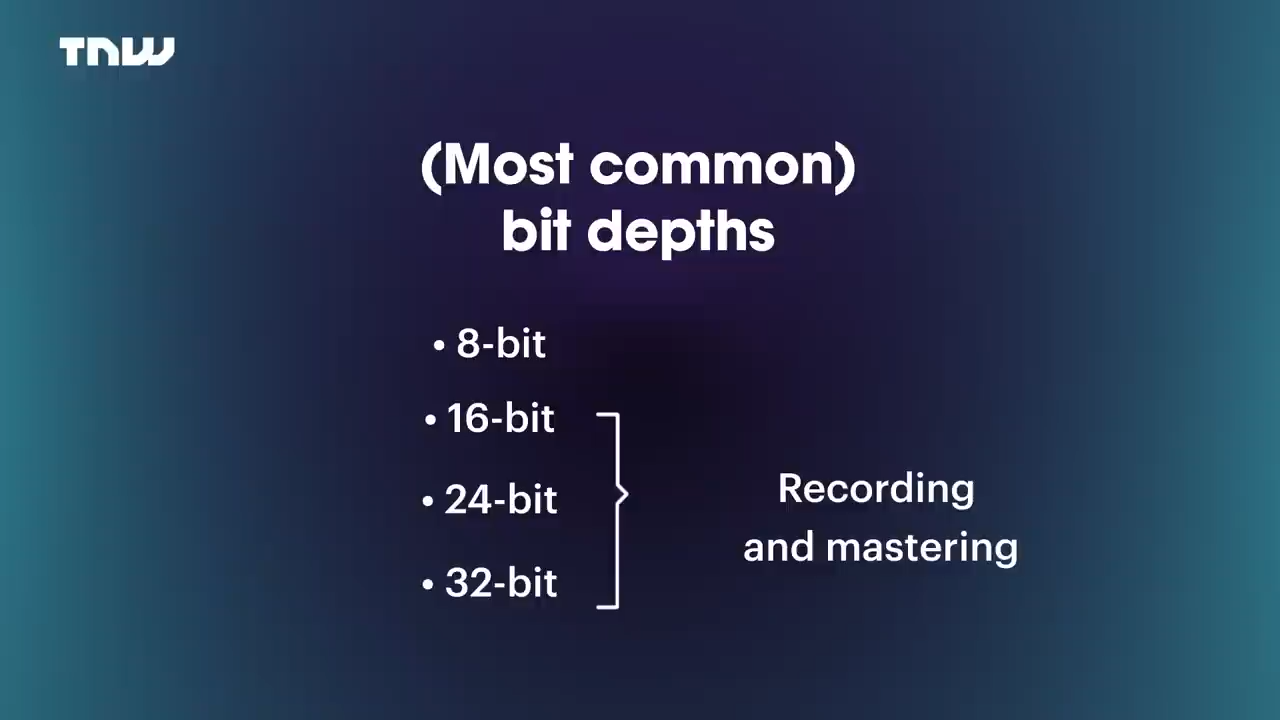 TNW
(Most common)
bit depths
• 8-bit
• 16-bit
• 24-bit
• 32-bit
Recording
and mastering